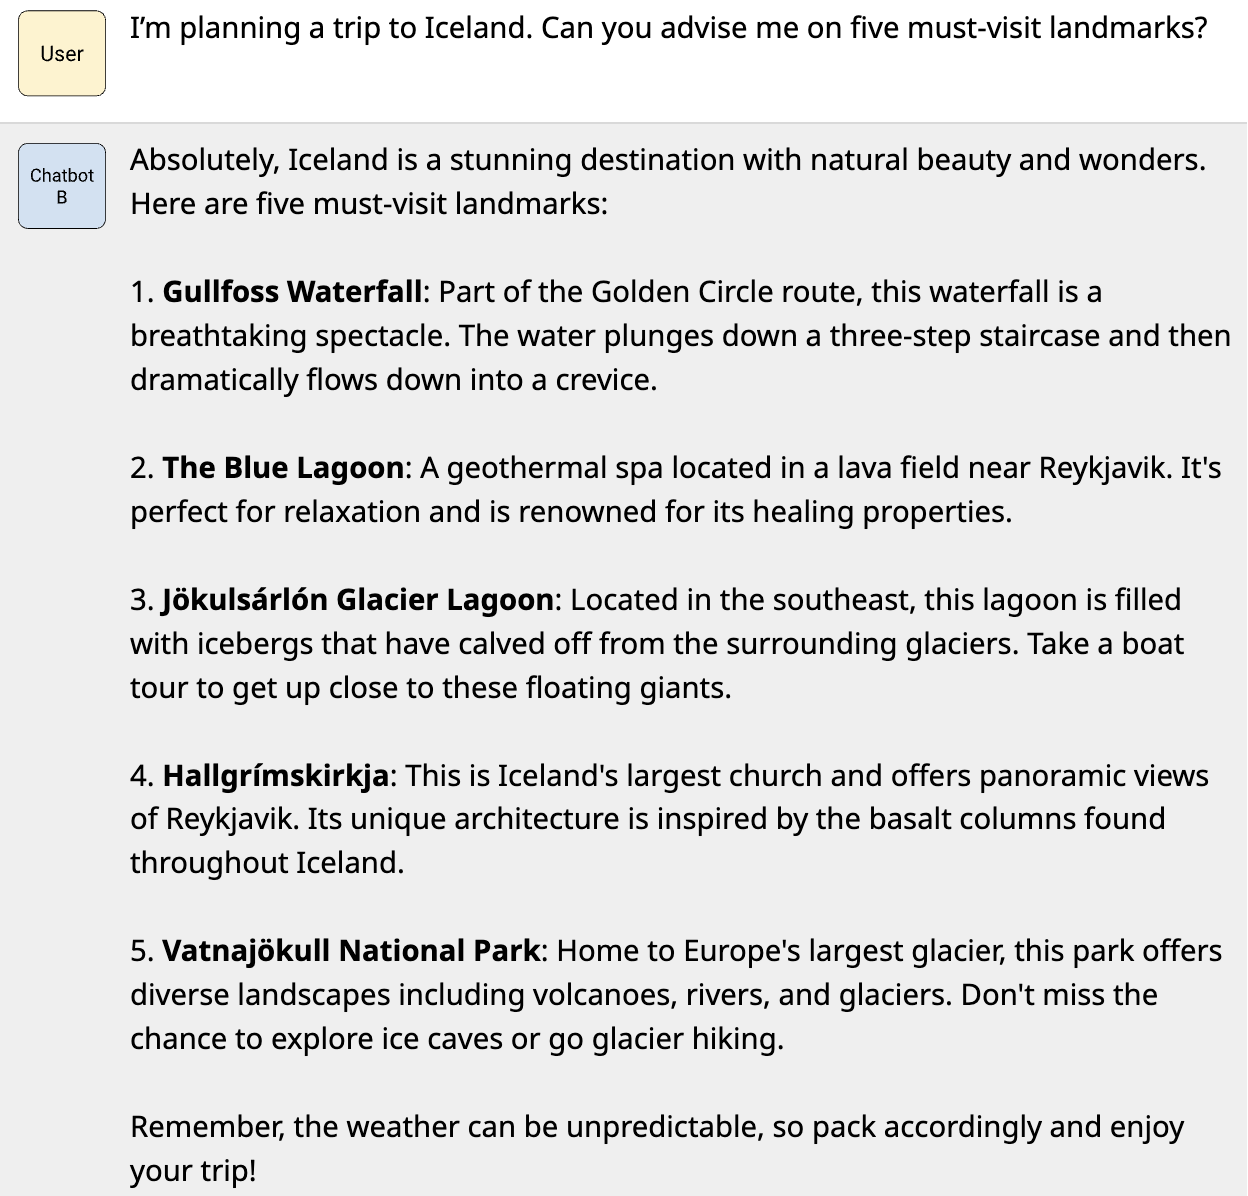 User
I’m planning a trip to Iceland. Can you advise me on five must-visit landmarks?
Chatbot
B
Absolutely, Iceland is a stunning destination with natural beauty and wonders.
Here are five must-visit landmarks:
1. Gullfoss Waterfall: Part of the Golden Circle route, this waterfall is a
breathtaking spectacle. The water plunges down a three-step staircase and then
dramatically flows down into a crevice.
2. The Blue Lagoon: A geothermal spa located in a lava field near Reykjavik. It's
perfect for relaxation and is renowned for its healing properties.
3. Jökulsárlón Glacier Lagoon: Located in the southeast, this lagoon is filled
with icebergs that have calved off from the surrounding glaciers. Take a boat
tour to get up close to these floating giants.
4. Hallgrímskirkja: This is Iceland's largest church and offers panoramic views
of Reykjavik. Its unique architecture is inspired by the basalt columns found
throughout Iceland.
5. Vatnajökull National Park: Home to Europe's largest glacier, this park offers
diverse landscapes including volcanoes, rivers, and glaciers. Don't miss the
chance to explore ice caves or go glacier hiking.
Remember, the weather can be unpredictable, so pack accordingly and enjoy
your trip!